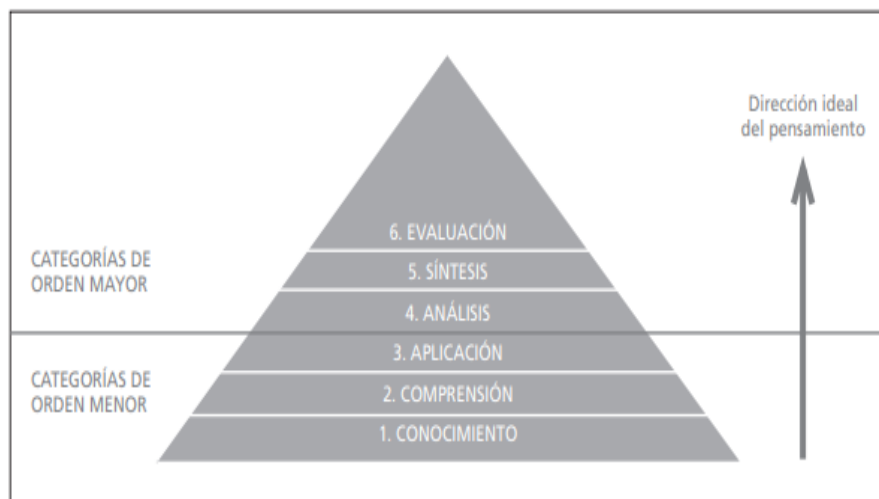 Dirección ideal
del pensamiento
6. EVALUACIÓN
CATEGORÍAS DE
ORDEN MAYOR
5. SÍNTESIS
4. ANÁLISIS
3. APLICACIÓN
CATEGORÍAS DE
ORDEN MENOR
2. COMPRENSIÓN
1. CONOCIMIENTO